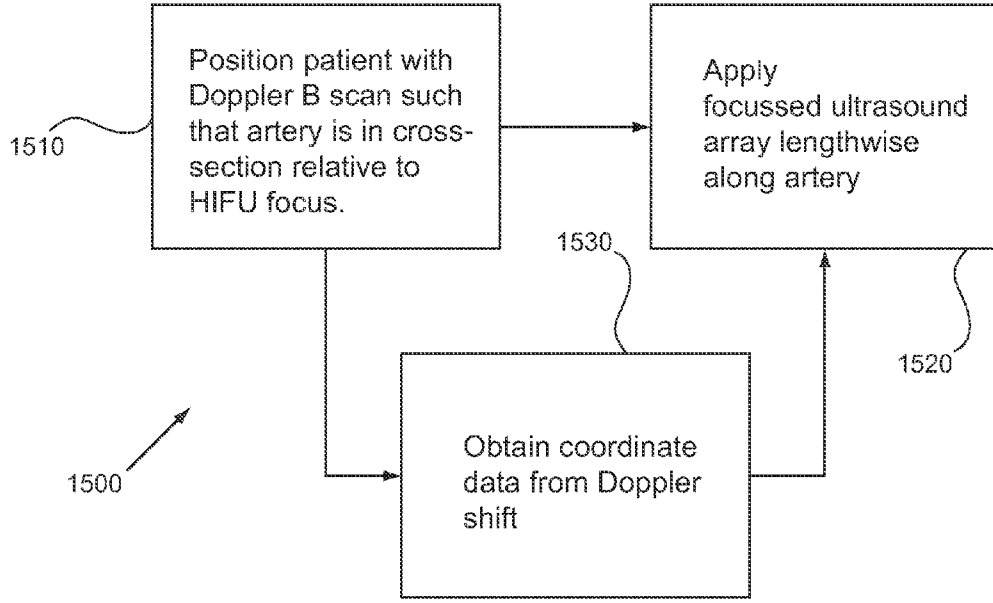 Position patient with
Doppler B scan such
that artery is in cross-
section relative to
HIFU focus.
1510
Apply
focussed ultrasound
array lengthwise
along artery
1530
1520
Obtain coordinate
data from Doppler
shift
1500